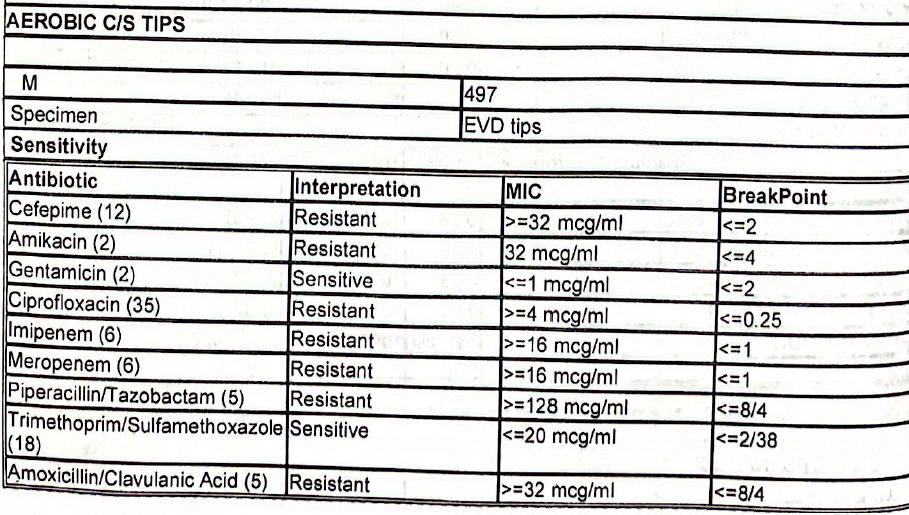 AEROBIC C/S TIPS
M 497
Specimen EVD tips
Sensitivity
Antibiotic Interpretation MIC BreakPoint
Cefepime (12) Resistant >=32 mcg/ml <=2
Amikacin (2) Resistant 32 mcg/ml <=4
Gentamicin (2) Sensitive <=1 mcg/ml <=2
Ciprofloxacin (35) Resistant >=4 mcg/ml <=0.25
Imipenem (6) Resistant >=16 mcg/ml <=1
Meropenem (6) Resistant >=16 mcg/ml <=1
Piperacillin/Tazobactam (5) Resistant >=128 mcg/ml <=8/4
Trimethoprim/Sulfamethoxazole Sensitive <=20 mcg/ml <=2/38
(18)
Amoxicillin/Clavulanic Acid (5) Resistant >=32 mcg/ml <=8/4